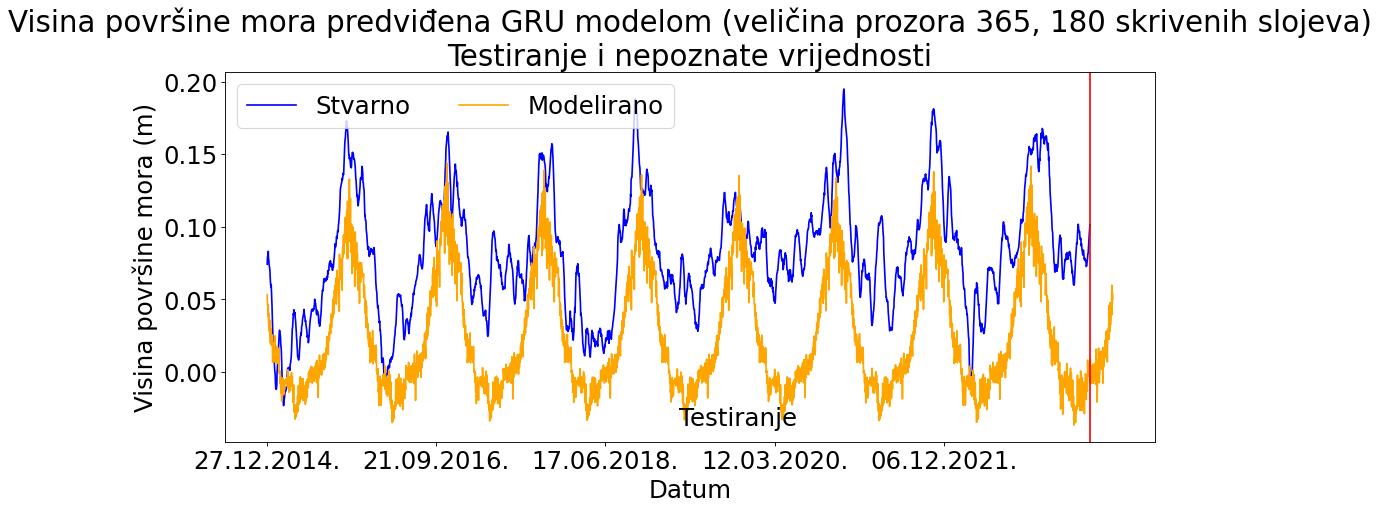 Visina površine mora predviđena GRU modelom (veličina prozora 365, 180 skrivenih slojeva)
Testiranje i nepoznate vrijednosti
Stvarno Modelirano
Visina površine mora (m)
0.20
0.15
0.10
0.05
0.00
Testiranje
27.12.2014. 21.09.2016. 17.06.2018. 12.03.2020. 06.12.2021.
Datum